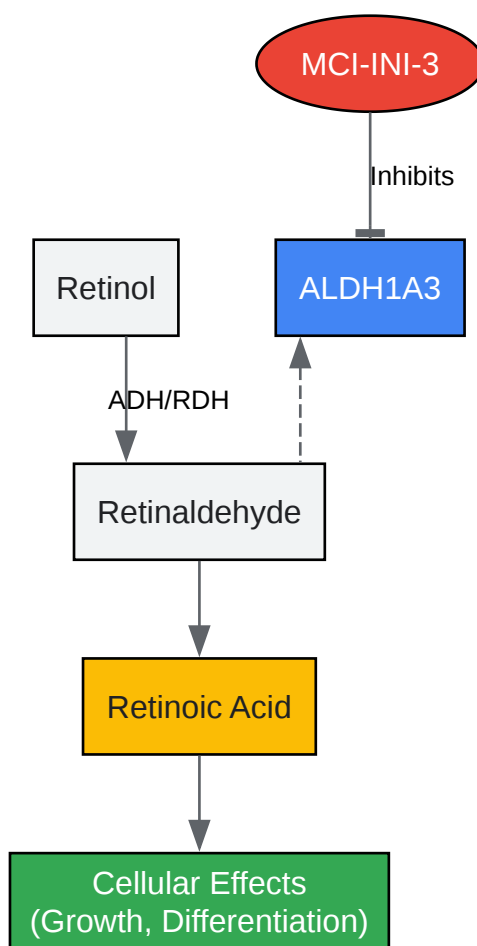 MCI-INI-3
Inhibits
Retinol
ALDH1A3
ADH/RDH
Retinaldehyde
Retinoic Acid
Cellular Effects
(Growth, Differentiation)